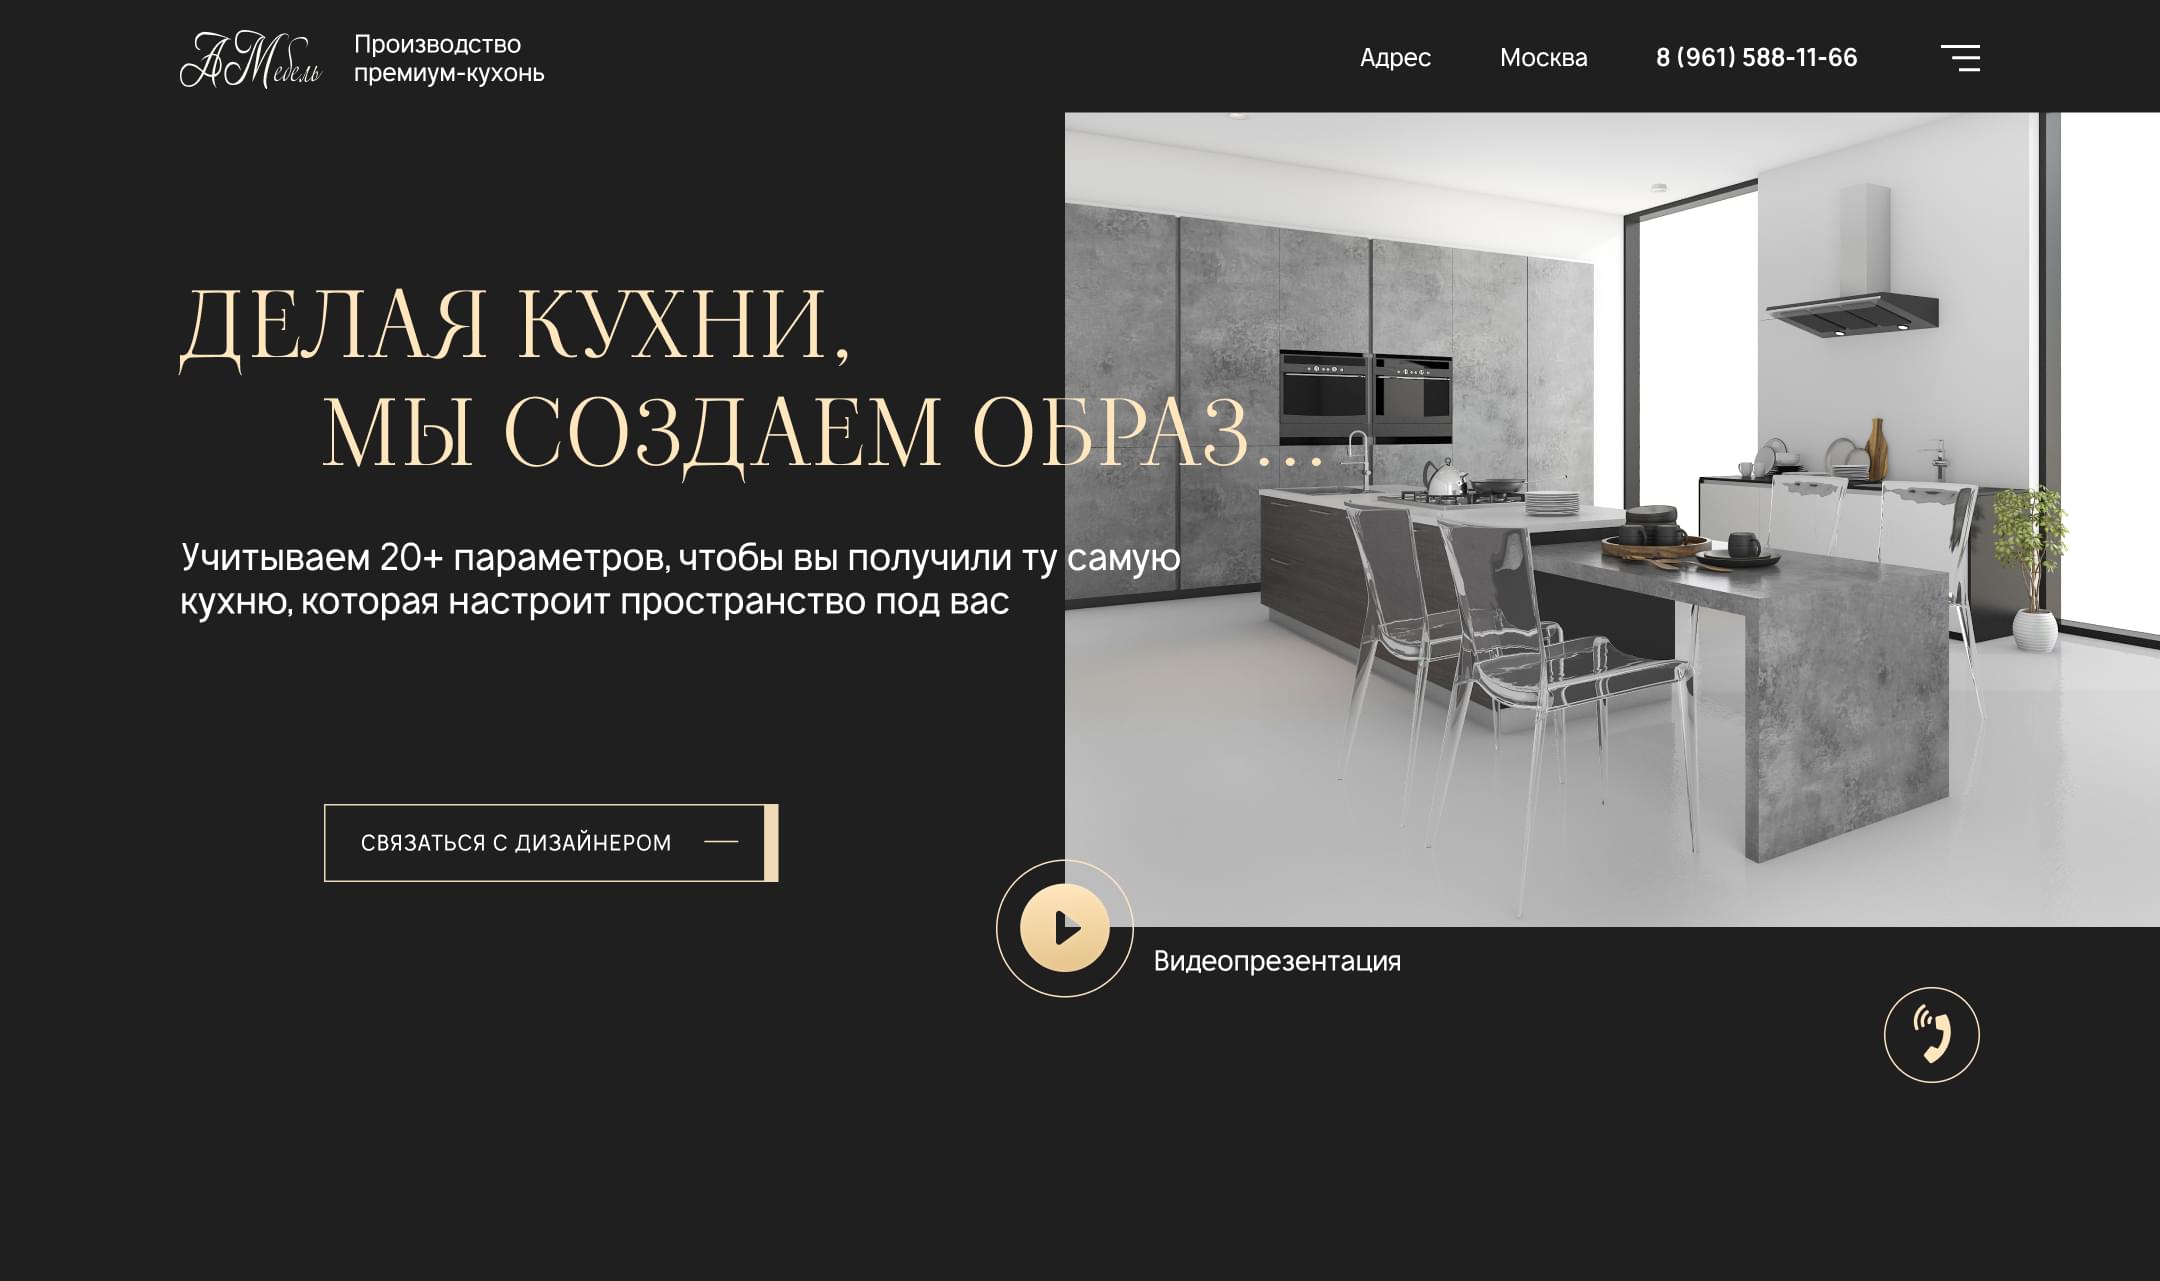 АМебель
Производство
премиум-кухонь
Адрес
Москва
8 (961) 588-11-66
ДЕЛАЯ КУХНИ,
МЫ СОЗДАЕМ ОБРАЗ...
Учитываем 20+ параметров, чтобы вы получили ту самую
кухню, которая настроит пространство под вас
СВЯЗАТЬСЯ С ДИЗАЙНЕРОМ
Видеопрезентация